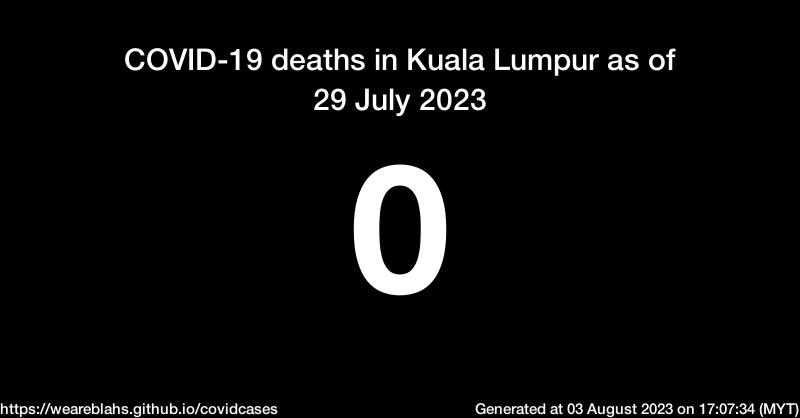 COVID-19 deaths in Kuala Lumpur as of
29 July 2023
0
https://weareblahs.github.io/covidcases
Generated at 03 August 2023 on 17:07:34 (MYT)